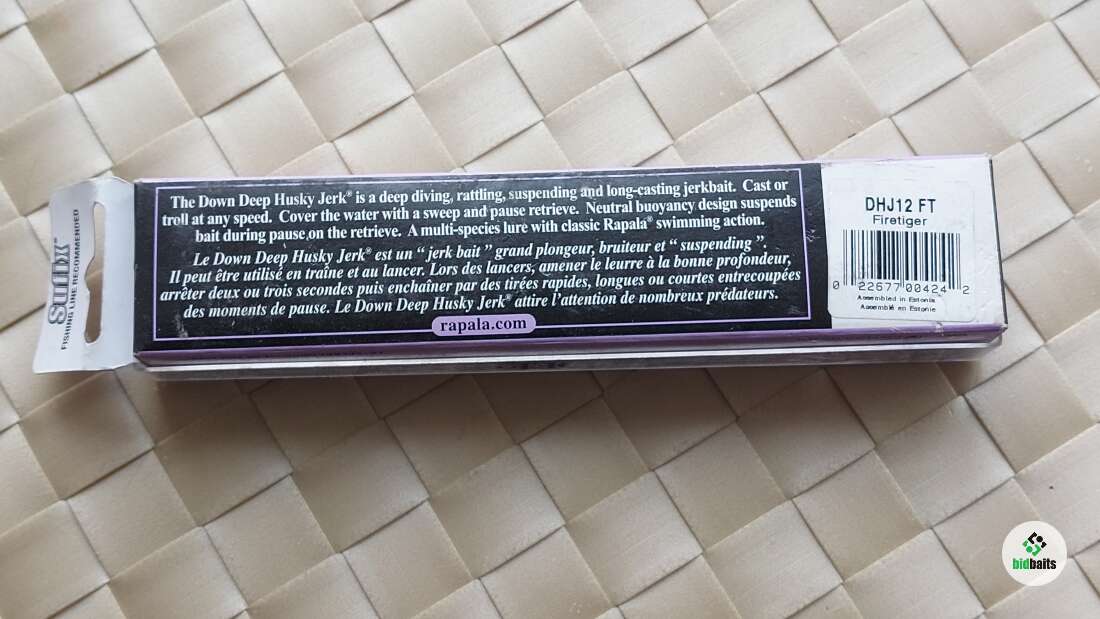 Sufix
FISHING LINE RECOMMENDED
The Down Deep Husky Jerk® is a deep diving, rattling, suspending and long-casting jerkbait. Cast or
troll at any speed. Cover the water with a sweep and pause retrieve. Neutral buoyancy design suspends
bait during pause on the retrieve. A multi-species lure with classic Rapala® swimming action.
Le Down Deep Husky Jerk® est un “ jerk bait ” grand plongeur, bruiteur et “ suspending ”.
Il peut être utilisé en traîne et au lancer. Lors des lancers, amener le leurre à la bonne profondeur,
arrêter deux ou trois secondes puis enchaîner par des tirées rapides, longues ou courtes entrecoupées
des moments de pause. Le Down Deep Husky Jerk® attire l’attention de nombreux prédateurs.
rapala.com
DHJ12 FT
Firetiger
0 22677 00424 2
Assembled in Estonia
Assemblé en Estonie
bidbaits